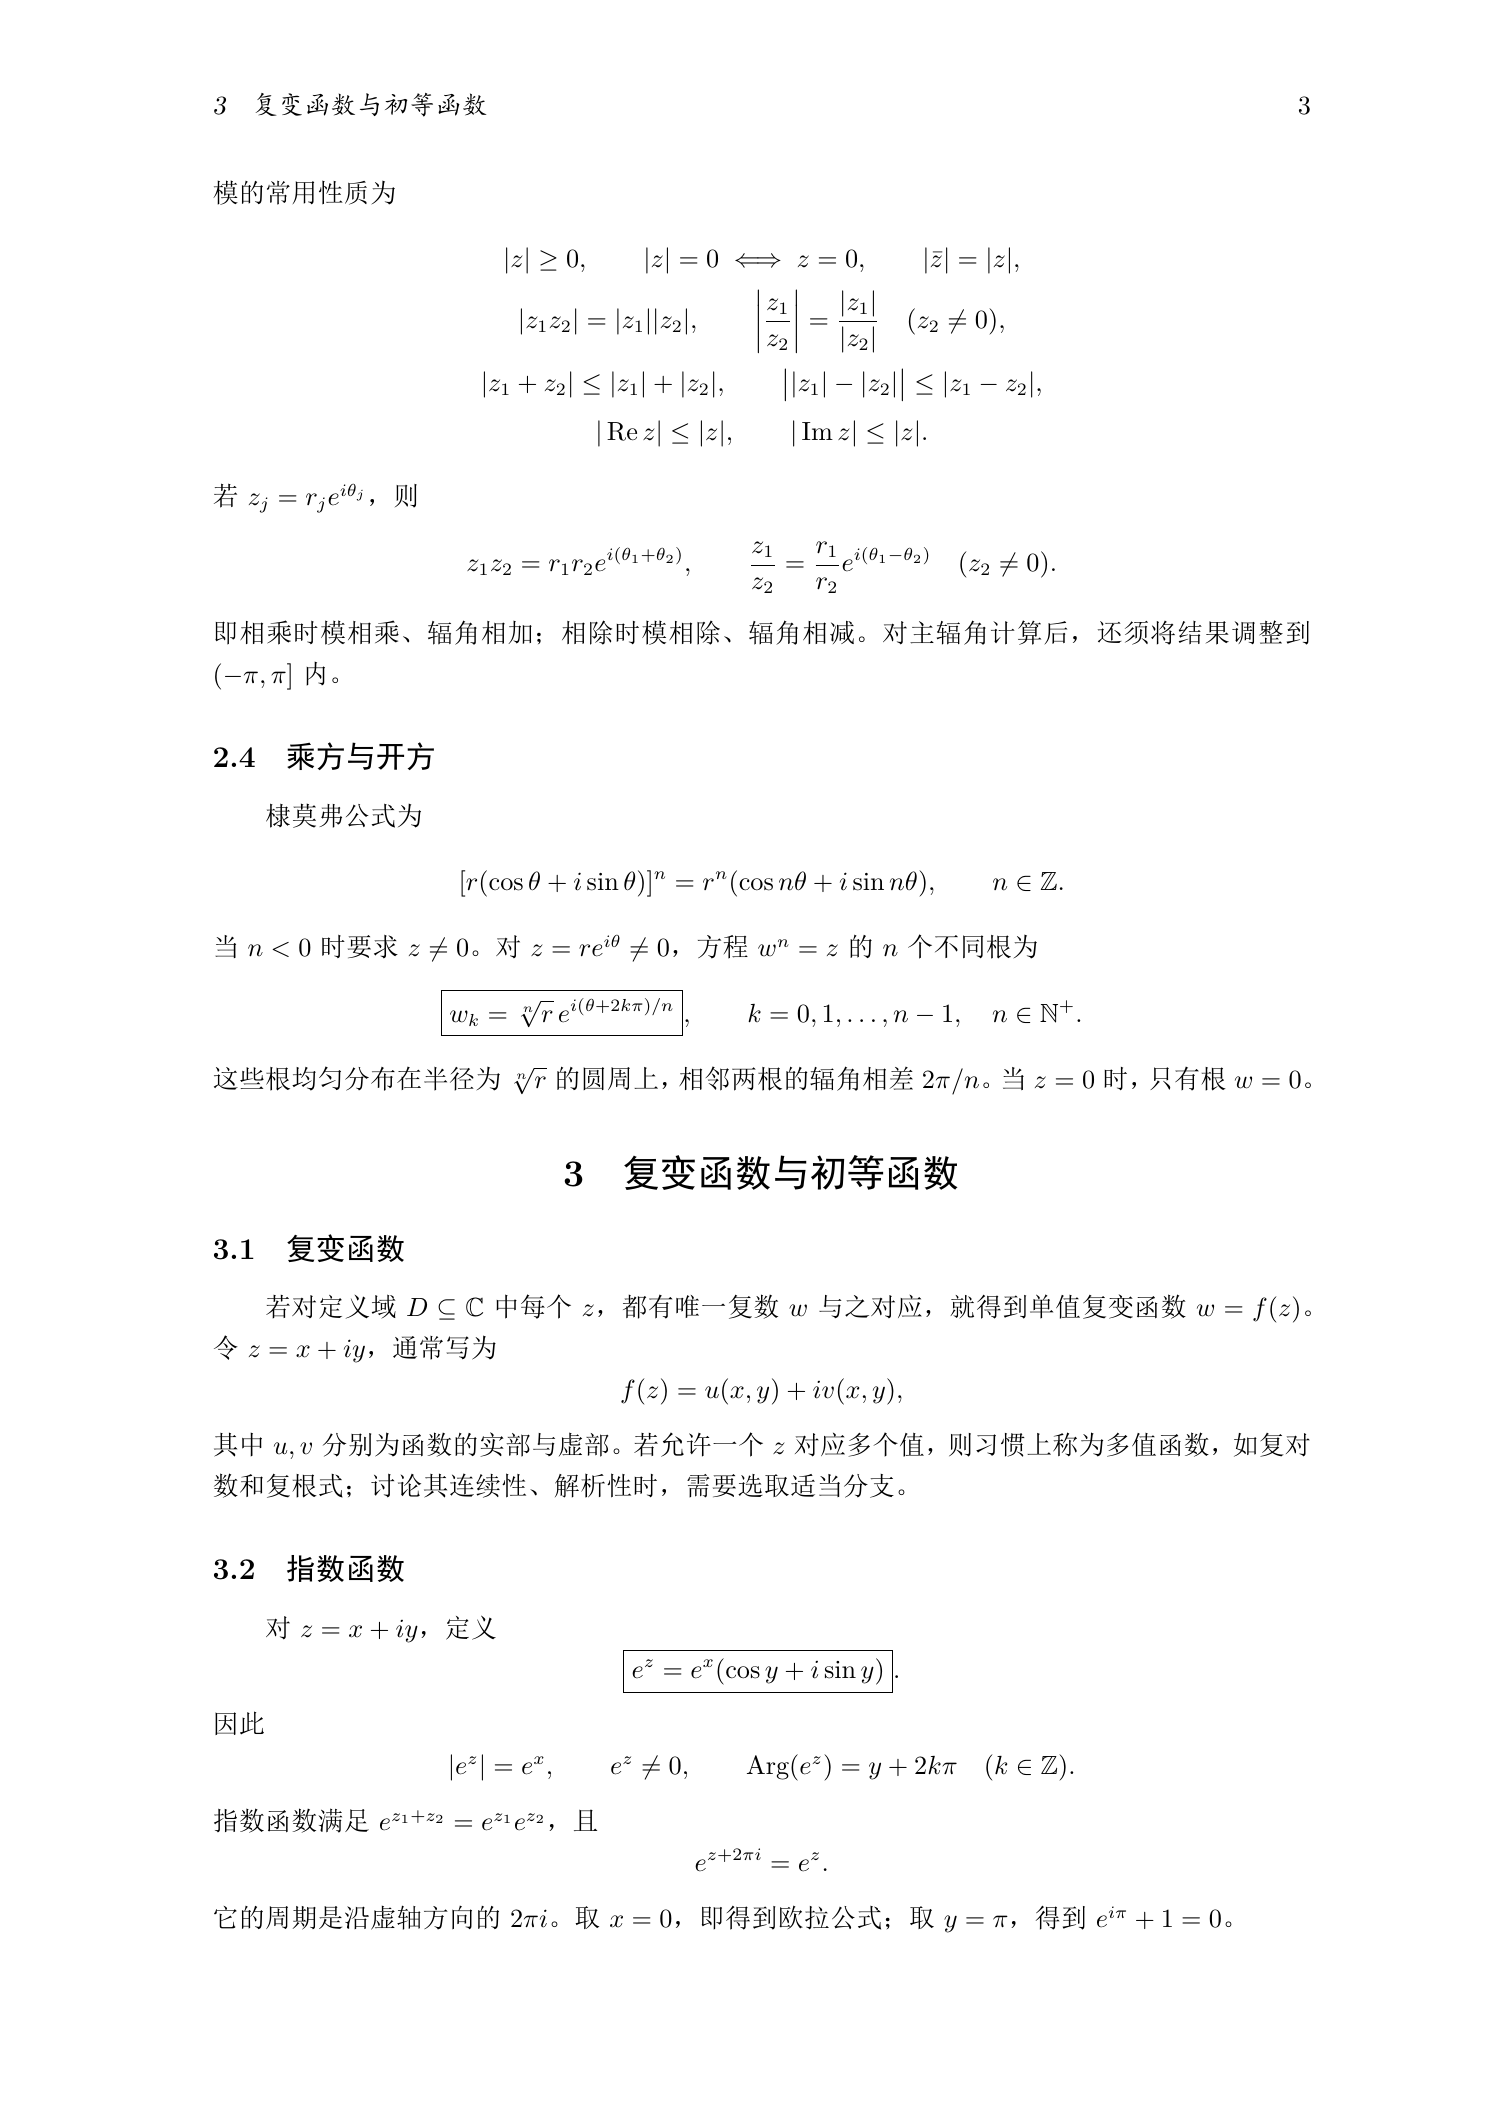 3 复变函数与初等函数 3
模的常用性质为
|z| ≥ 0, |z| = 0 ⟺ z = 0, |z̄| = |z|,
|z₁z₂| = |z₁||z₂|, |z₁/z₂| = |z₁|/|z₂| (z₂ ≠ 0),
|z₁ + z₂| ≤ |z₁| + |z₂|, ||z₁| − |z₂|| ≤ |z₁ − z₂|,
| Re z| ≤ |z|, | Im z| ≤ |z|.
若 z_j = r_j e^{iθ_j}，则
z₁z₂ = r₁r₂e^{i(θ₁+θ₂)}, z₁/z₂ = r₁/r₂ e^{i(θ₁−θ₂)} (z₂ ≠ 0).
即相乘时模相乘、辐角相加；相除时模相除、辐角相减。对主辐角计算后，还须将结果调整到
(−π, π] 内。
2.4 乘方与开方
棣莫弗公式为
[r(cos θ + i sin θ)]^n = r^n(cos nθ + i sin nθ), n ∈ ℤ.
当 n < 0 时要求 z ≠ 0。对 z = re^{iθ} ≠ 0，方程 w^n = z 的 n 个不同根为
w_k = ⁿ√r e^{i(θ+2kπ)/n}, k = 0, 1, . . . , n − 1, n ∈ ℕ⁺.
这些根均匀分布在半径为 ⁿ√r 的圆周上，相邻两根的辐角相差 2π/n。当 z = 0 时，只有根 w = 0。
3 复变函数与初等函数
3.1 复变函数
若对定义域 D ⊆ ℂ 中每个 z，都有唯一复数 w 与之对应，就得到单值复变函数 w = f(z)。
令 z = x + iy，通常写为
f(z) = u(x, y) + iv(x, y),
其中 u, v 分别为函数的实部与虚部。若允许一个 z 对应多个值，则习惯上称为多值函数，如复对
数和复根式；讨论其连续性、解析性时，需要选取适当分支。
3.2 指数函数
对 z = x + iy，定义
e^z = e^x(cos y + i sin y).
因此
|e^z| = e^x, e^z ≠ 0, Arg(e^z) = y + 2kπ (k ∈ ℤ).
指数函数满足 e^{z₁+z₂} = e^{z₁}e^{z₂}，且
e^{z+2πi} = e^z.
它的周期是沿虚轴方向的 2πi。取 x = 0，即得到欧拉公式；取 y = π，得到 e^{iπ} + 1 = 0。